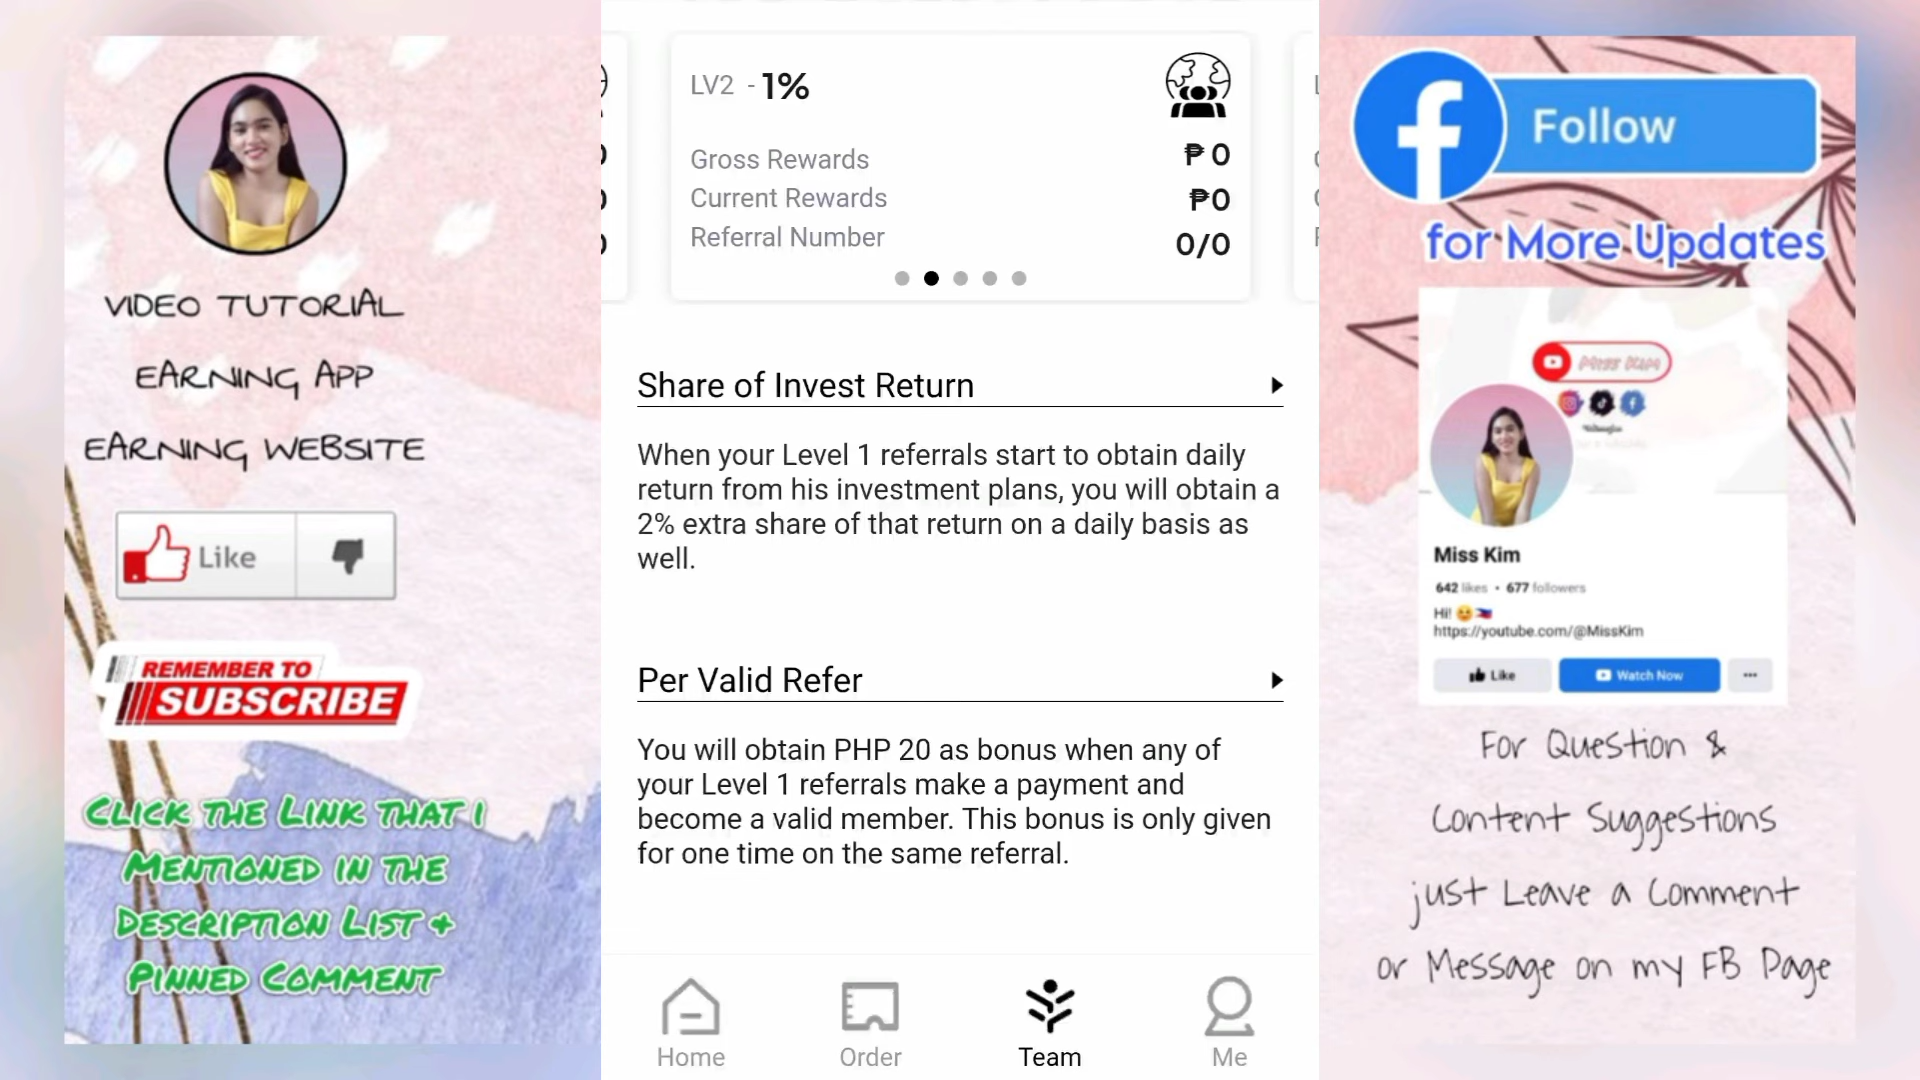 VIDEO TUTORIAL
EARNING APP
EARNING WEBSITE
Like
REMEMBER TO
SUBSCRIBE
CLICK THE LINK THAT I
MENTIONED IN THE
DESCRIPTION LIST &
PINNED COMMENT
LV2 - 1%
Gross Rewards ₱ 0
Current Rewards ₱0
Referral Number 0/0
Share of Invest Return
When your Level 1 referrals start to obtain daily
return from his investment plans, you will obtain a
2% extra share of that return on a daily basis as
well.
Per Valid Refer
You will obtain PHP 20 as bonus when any of
your Level 1 referrals make a payment and
become a valid member. This bonus is only given
for one time on the same referral.
Home Order Team Me
Follow
for More Updates
MISS KIM
Miss Kim
642 likes • 677 followers
Hi! 😊🇵🇭
https://youtube.com/@MissKim
Like Watch Now ...
For Question &
Content Suggestions
just Leave a Comment
or Message on my FB Page